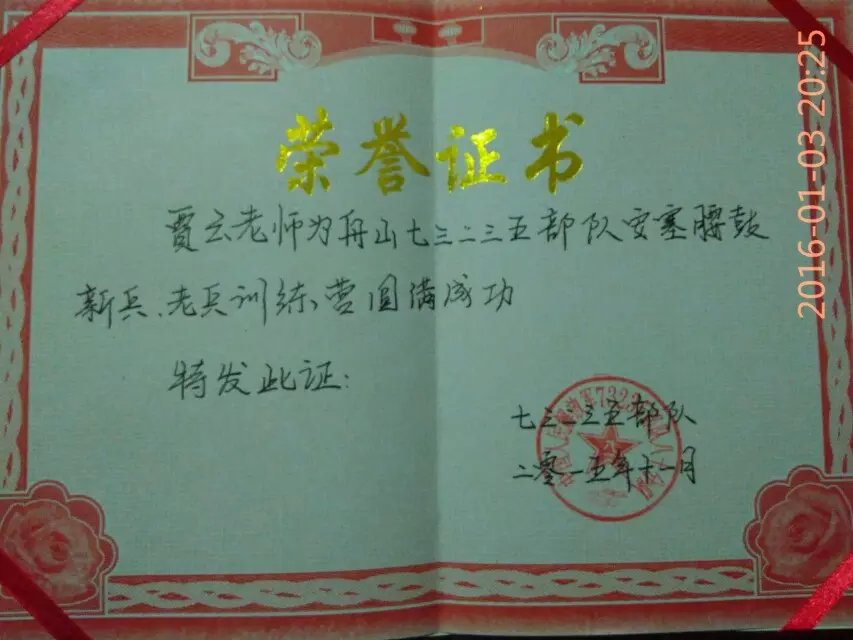 荣誉证书
贾云老师为舟山七三二三五部队安塞腰鼓
新兵、老兵训练营圆满成功
特发此证:
七三二三五部队
二零一五年十一月
2016-01-03 20:25